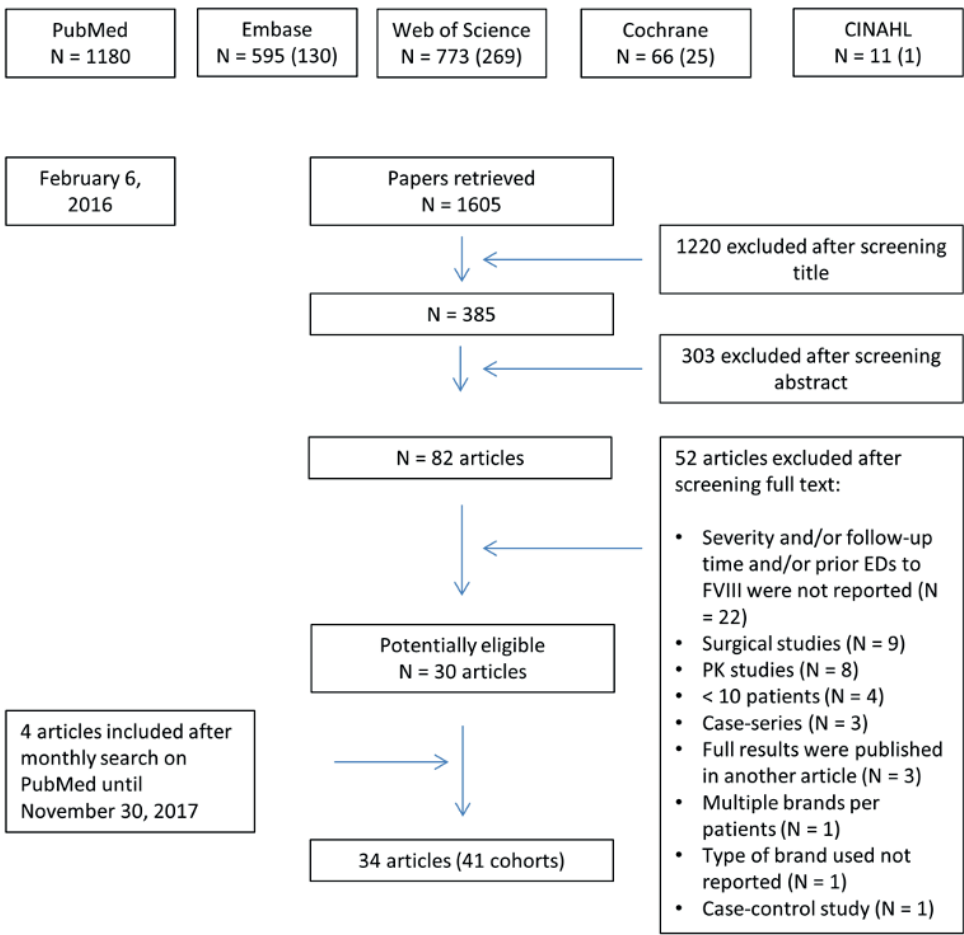 PubMed
N = 1180
Embase
N = 595 (130)
Web of Science
N = 773 (269)
Cochrane
N = 66 (25)
CINAHL
N = 11 (1)
February 6,
2016
Papers retrieved
N = 1605
1220 excluded after screening
title
N = 385
303 excluded after screening
abstract
N = 82 articles
52 articles excluded after
screening full text:
• Severity and/or follow-up
time and/or prior EDs to
FVIII were not reported (N
= 22)
• Surgical studies (N = 9)
• PK studies (N = 8)
• < 10 patients (N = 4)
• Case-series (N = 3)
• Full results were published
in another article (N = 3)
• Multiple brands per
patients (N = 1)
• Type of brand used not
reported (N = 1)
• Case-control study (N = 1)
Potentially eligible
N = 30 articles
4 articles included after
monthly search on
PubMed until
November 30, 2017
34 articles (41 cohorts)